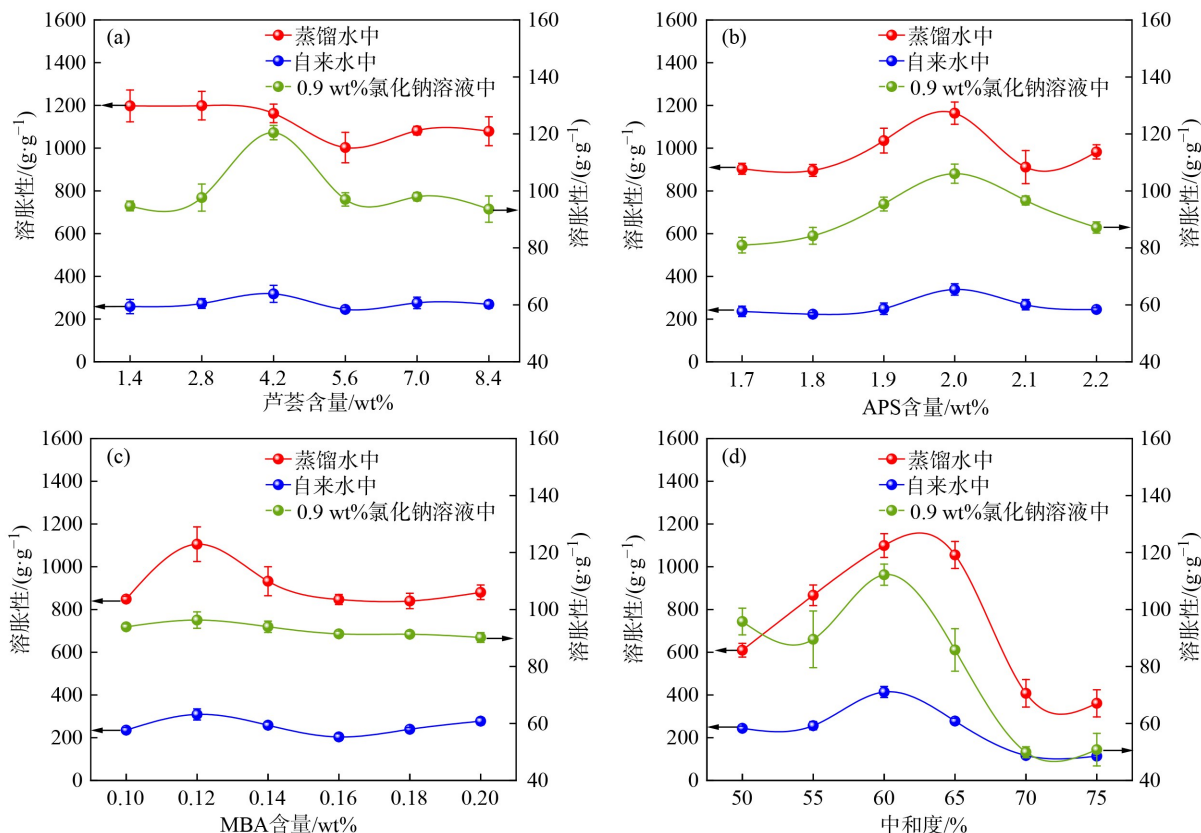 (a)
蒸馏水中
自来水中
0.9 wt%氯化钠溶液中
溶胀性/(g·g⁻¹)
1600
1400
1200
1000
800
600
400
200
0
160
140
120
100
80
60
40
溶胀性/(g·g⁻¹)
1.4 2.8 4.2 5.6 7.0 8.4
芦荟含量/wt%
(b)
蒸馏水中
自来水中
0.9 wt%氯化钠溶液中
溶胀性/(g·g⁻¹)
1600
1400
1200
1000
800
600
400
200
0
160
140
120
100
80
60
40
溶胀性/(g·g⁻¹)
1.7 1.8 1.9 2.0 2.1 2.2
APS含量/wt%
(c)
蒸馏水中
自来水中
0.9 wt%氯化钠溶液中
溶胀性/(g·g⁻¹)
1600
1400
1200
1000
800
600
400
200
0
160
140
120
100
80
60
40
溶胀性/(g·g⁻¹)
0.10 0.12 0.14 0.16 0.18 0.20
MBA含量/wt%
(d)
蒸馏水中
自来水中
0.9 wt%氯化钠溶液中
溶胀性/(g·g⁻¹)
1600
1400
1200
1000
800
600
400
200
0
160
140
120
100
80
60
40
溶胀性/(g·g⁻¹)
50 55 60 65 70 75
中和度/%